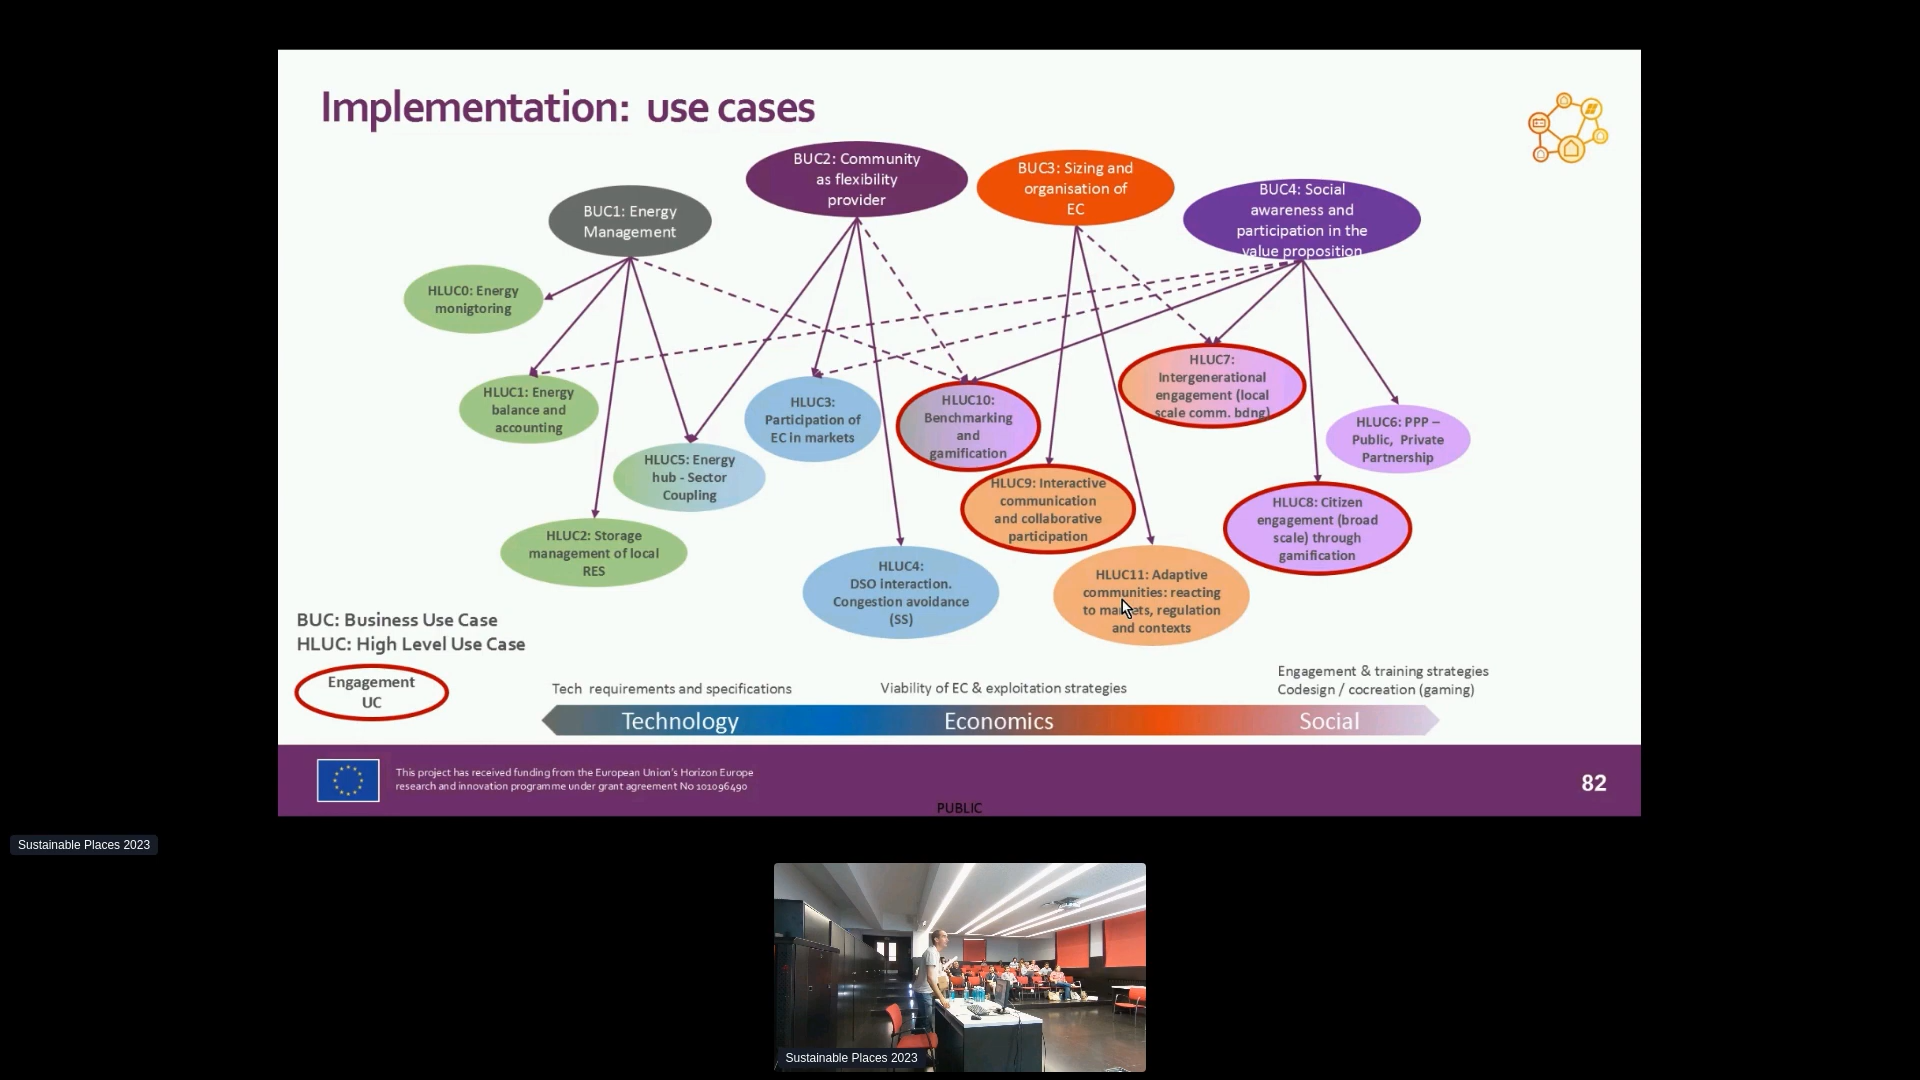 Implementation: use cases
BUC2: Community
as flexibility
provider
BUC3: Sizing and
organisation of
EC
BUC4: Social
awareness and
participation in the
value proposition
BUC1: Energy
Management
HLUC0: Energy
monigtoring
HLUC1: Energy
balance and
accounting
HLUC5: Energy
hub - Sector
Coupling
HLUC2: Storage
management of local
RES
HLUC3:
Participation of
EC in markets
HLUC10:
Benchmarking
and
gamification
HLUC7:
Intergenerational
engagement (local
scale comm. bdng)
HLUC6: PPP –
Public, Private
Partnership
HLUC9: Interactive
communication
and collaborative
participation
HLUC8: Citizen
engagement (broad
scale) through
gamification
HLUC4:
DSO interaction.
Congestion avoidance
(SS)
HLUC11: Adaptive
communities: reacting
to markets, regulation
and contexts
BUC: Business Use Case
HLUC: High Level Use Case
Engagement
UC
Tech requirements and specifications
Viability of EC & exploitation strategies
Engagement & training strategies
Codesign / cocreation (gaming)
Technology
Economics
Social
This project has received funding from the European Union's Horizon Europe
research and innovation programme under grant agreement No 101096490
82
PUBLIC
Sustainable Places 2023
Sustainable Places 2023